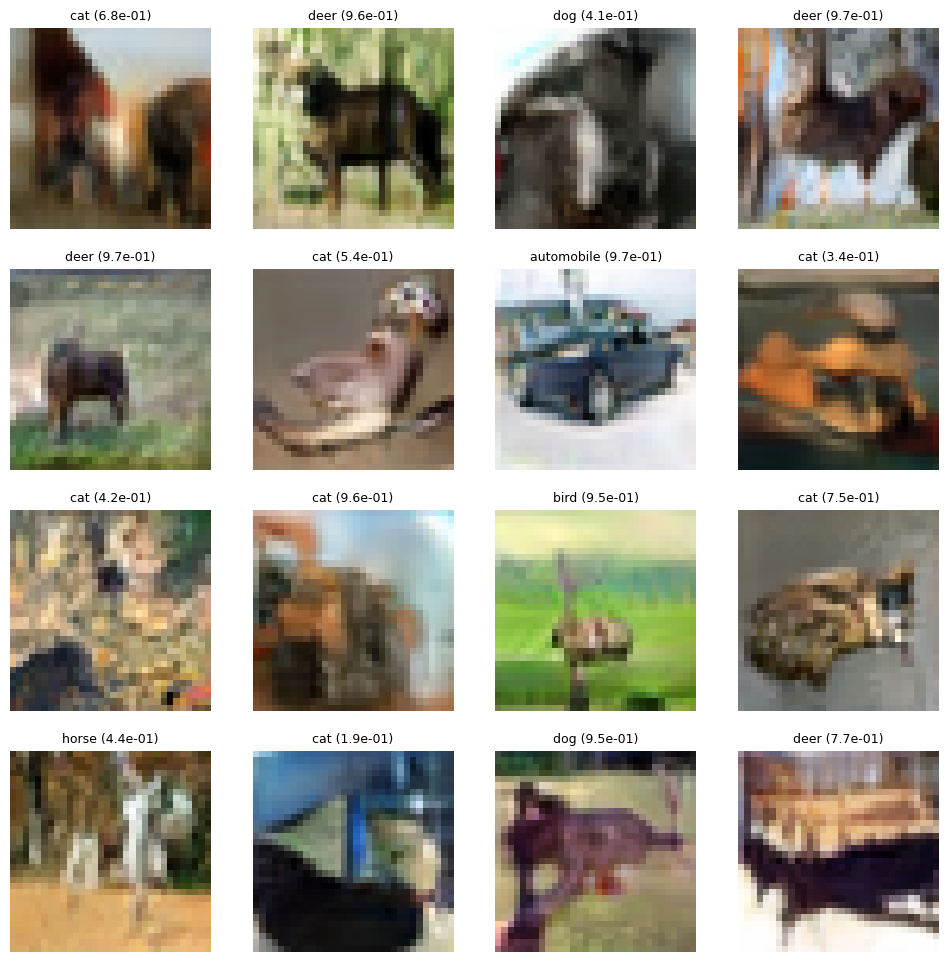 cat (6.8e-01)
deer (9.6e-01)
dog (4.1e-01)
deer (9.7e-01)
deer (9.7e-01)
cat (5.4e-01)
automobile (9.7e-01)
cat (3.4e-01)
cat (4.2e-01)
cat (9.6e-01)
bird (9.5e-01)
cat (7.5e-01)
horse (4.4e-01)
cat (1.9e-01)
dog (9.5e-01)
deer (7.7e-01)